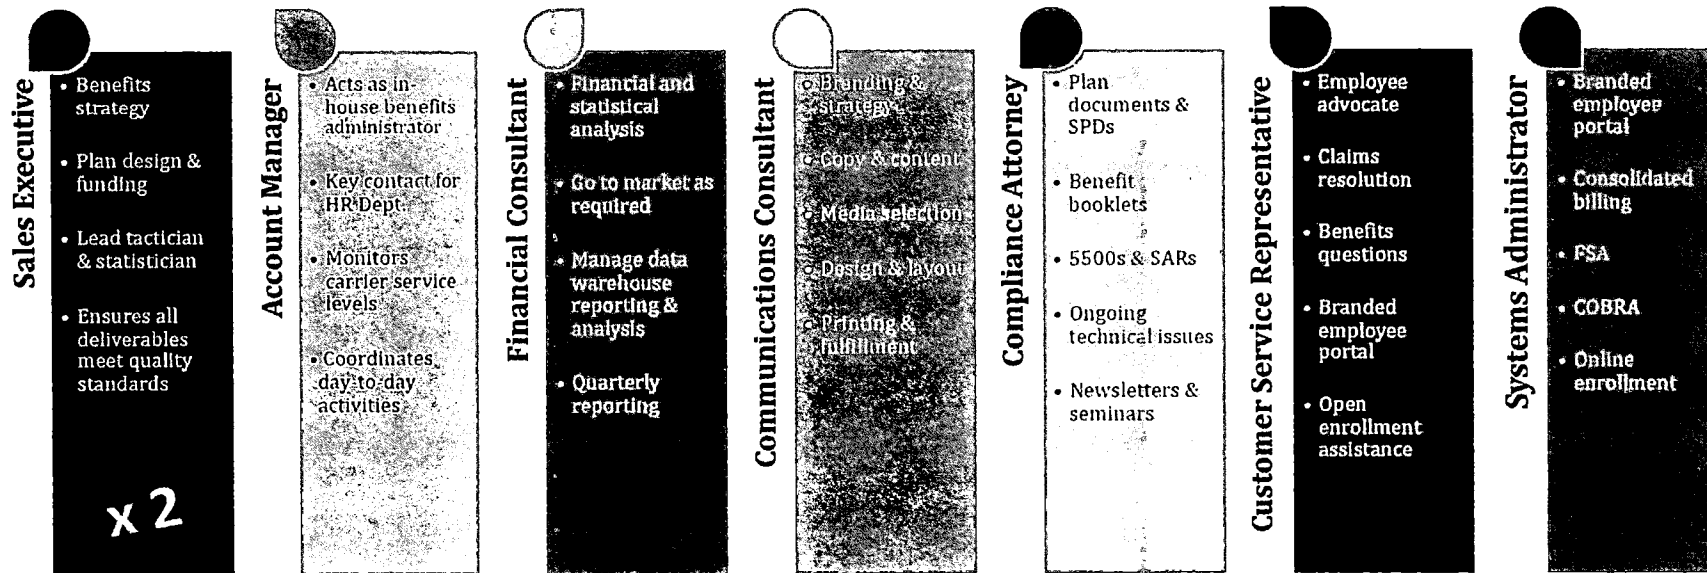 Sales Executive
• Benefits
strategy
• Plan design &
funding
• Lead tactician
& statistician
• Ensures all
deliverables
meet quality
standards
x 2
Account Manager
• Acts as in-
house benefits
administrator
• Key contact for
HR Dept.
• Monitors
carrier service
levels
• Coordinates
day-to-day
activities
Financial Consultant
• Financial and
statistical
analysis
• Go to market as
required
• Manage data
warehouse
reporting &
analysis
• Quarterly
reporting
Communications Consultant
• Branding &
strategy
• Copy & content
• Media selection
• Design & layout
• Printing &
fulfillment
Compliance Attorney
• Plan
documents &
SPDs
• Benefit
booklets
• 5500s & SARs
• Ongoing
technical issues
• Newsletters &
seminars
Customer Service Representative
• Employee
advocate
• Claims
resolution
• Benefits
questions
• Branded
employee
portal
• Open
enrollment
assistance
Systems Administrator
• Branded
employee
portal
• Consolidated
billing
• FSA
• COBRA
• Online
enrollment